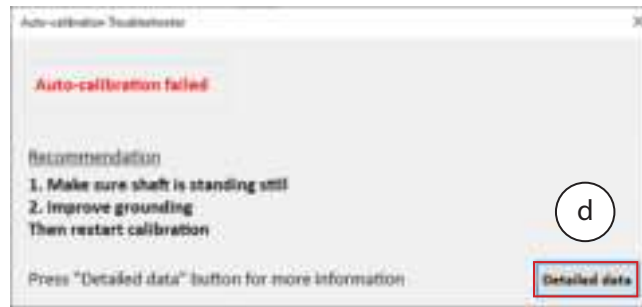 Auto-calibration Troubleshooter
Auto-calibration failed
Recommendation
1. Make sure shaft is standing still
2. Improve grounding
Then restart calibration
d
Press "Detailed data" button for more information
Detailed data